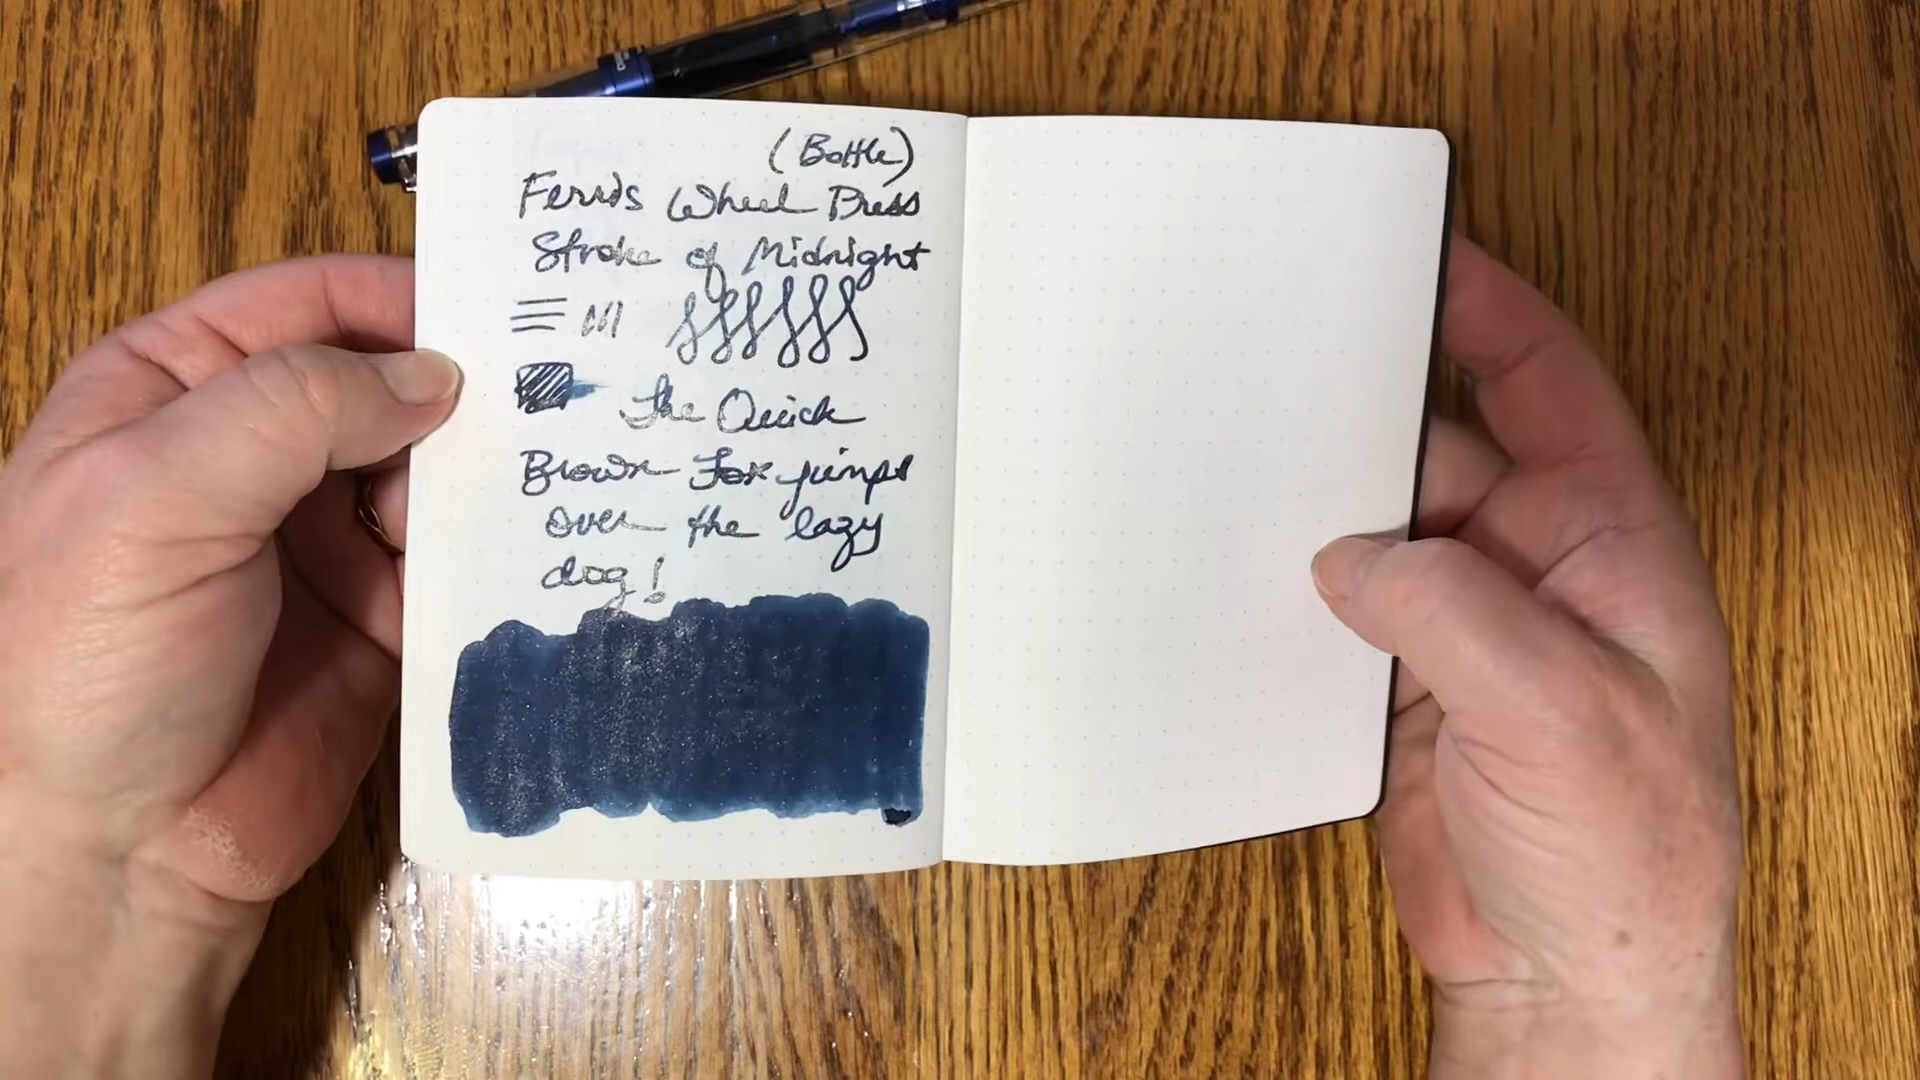 (Bottle)
Ferris Wheel Press
Stroke of Midnight
The Quick
Brown Fox jumps
over the lazy
dog!